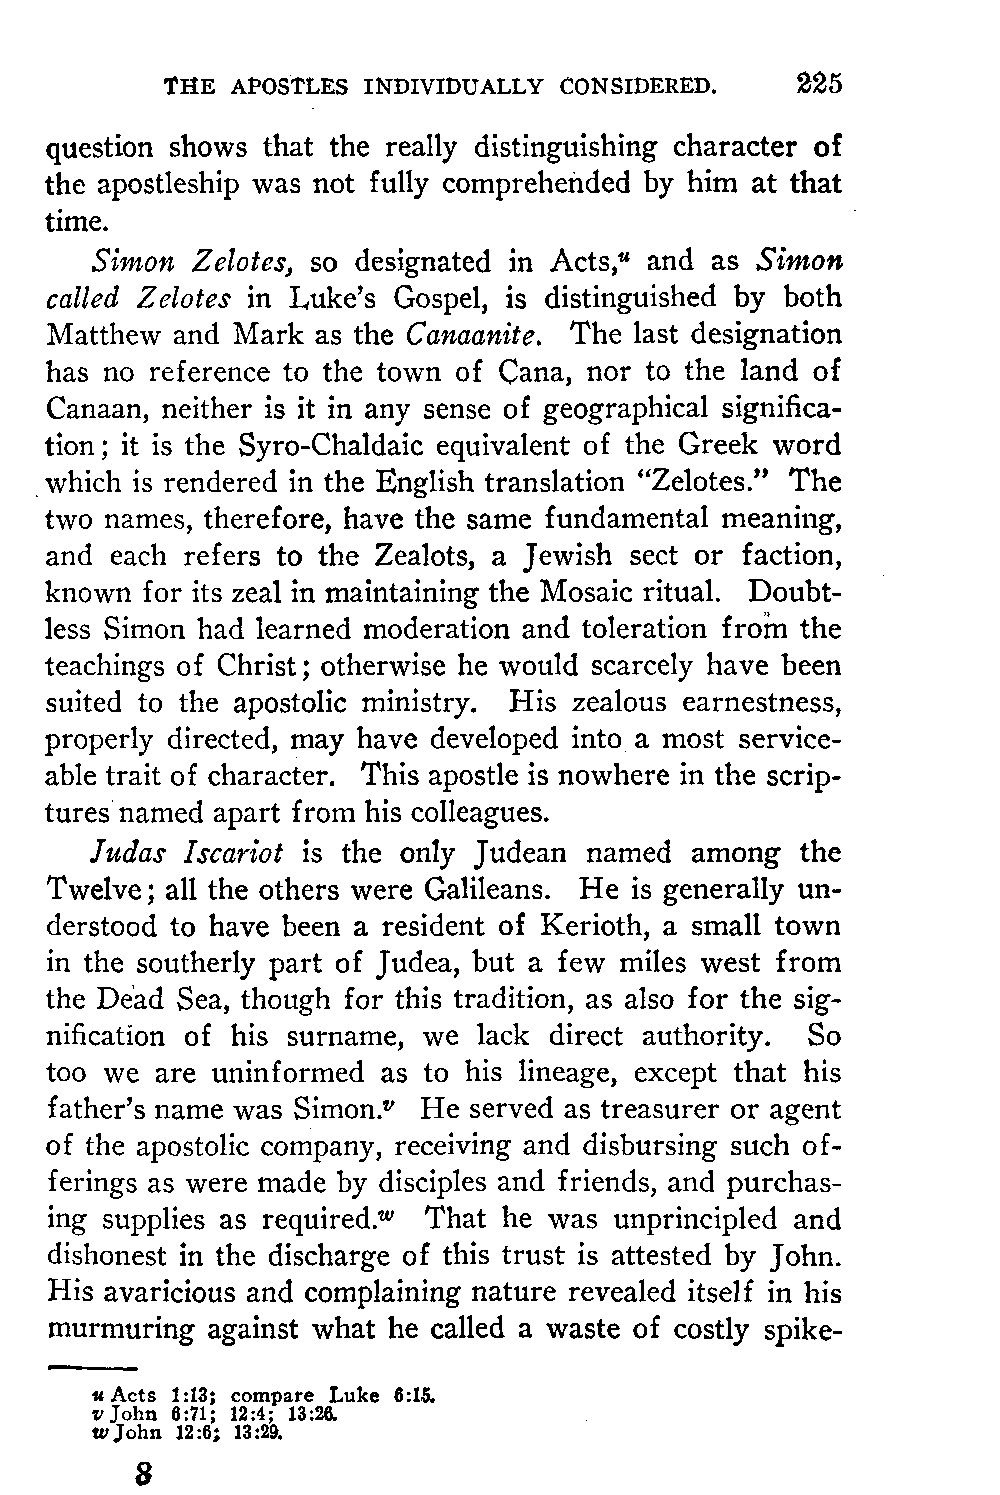 THE APOSTLES INDIVIDUALLY CONSIDERED. 225
question shows that the really distinguishing character of
the apostleship was not fully comprehended by him at that
time.
Simon Zelotes, so designated in Acts,u and as Simon
called Zelotes in Luke's Gospel, is distinguished by both
Matthew and Mark as the Canaanite. The last designation
has no reference to the town of Cana, nor to the land of
Canaan, neither is it in any sense of geographical significa-
tion; it is the Syro-Chaldaic equivalent of the Greek word
which is rendered in the English translation "Zelotes." The
two names, therefore, have the same fundamental meaning,
and each refers to the Zealots, a Jewish sect or faction,
known for its zeal in maintaining the Mosaic ritual. Doubt-
less Simon had learned moderation and toleration from the
teachings of Christ; otherwise he would scarcely have been
suited to the apostolic ministry. His zealous earnestness,
properly directed, may have developed into a most service-
able trait of character. This apostle is nowhere in the scrip-
tures named apart from his colleagues.
Judas Iscariot is the only Judean named among the
Twelve; all the others were Galileans. He is generally un-
derstood to have been a resident of Kerioth, a small town
in the southerly part of Judea, but a few miles west from
the Dead Sea, though for this tradition, as also for the sig-
nification of his surname, we lack direct authority. So
too we are uninformed as to his lineage, except that his
father's name was Simon.v He served as treasurer or agent
of the apostolic company, receiving and disbursing such of-
ferings as were made by disciples and friends, and purchas-
ing supplies as required.w That he was unprincipled and
dishonest in the discharge of this trust is attested by John.
His avaricious and complaining nature revealed itself in his
murmuring against what he called a waste of costly spike-
u Acts 1:13; compare Luke 6:15.
v John 6:71; 12:4; 13:26.
w John 12:6; 13:29.
8